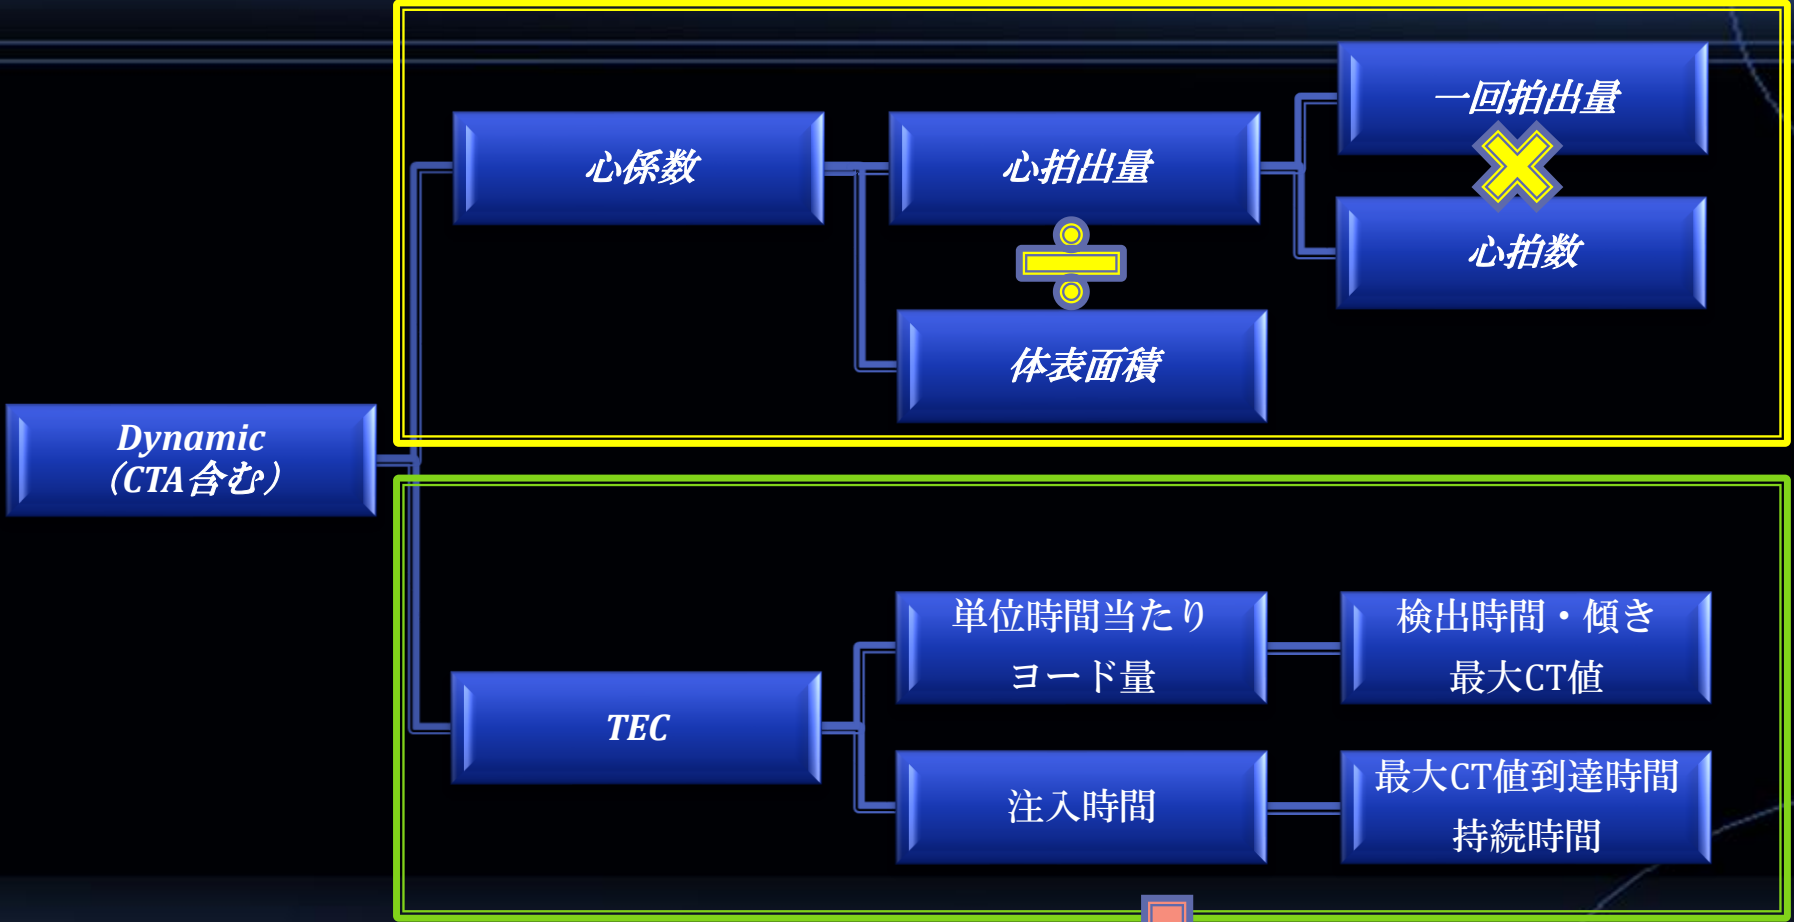 一回拍出量
心係数
心拍出量
心拍数
体表面積
Dynamic
（CTA含む）
単位時間当たり
ヨード量
検出時間・傾き
最大CT値
TEC
注入時間
最大CT値到達時間
持続時間